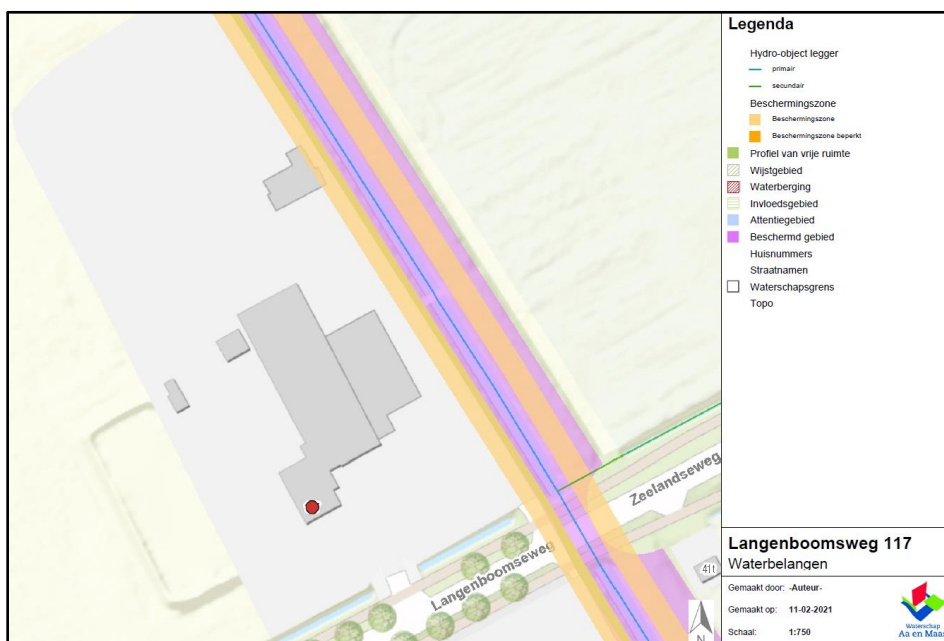 Legenda
Hydro-object legger
primair
secundair
Beschermingszone
Beschermingszone
Beschermingszone beperkt
Profiel van vrije ruimte
Wijstgebied
Waterberging
Invloedsgebied
Attentiegebied
Beschermd gebied
Huisnummers
Straatnamen
Waterschapsgrens
Topo
Zeelandseweg
Langenboomseweg
41t
N
Langenboomsweg 117
Waterbelangen
Gemaakt door: -Auteur-
Gemaakt op: 11-02-2021
Schaal: 1:750
Waterschap
Aa en Maas